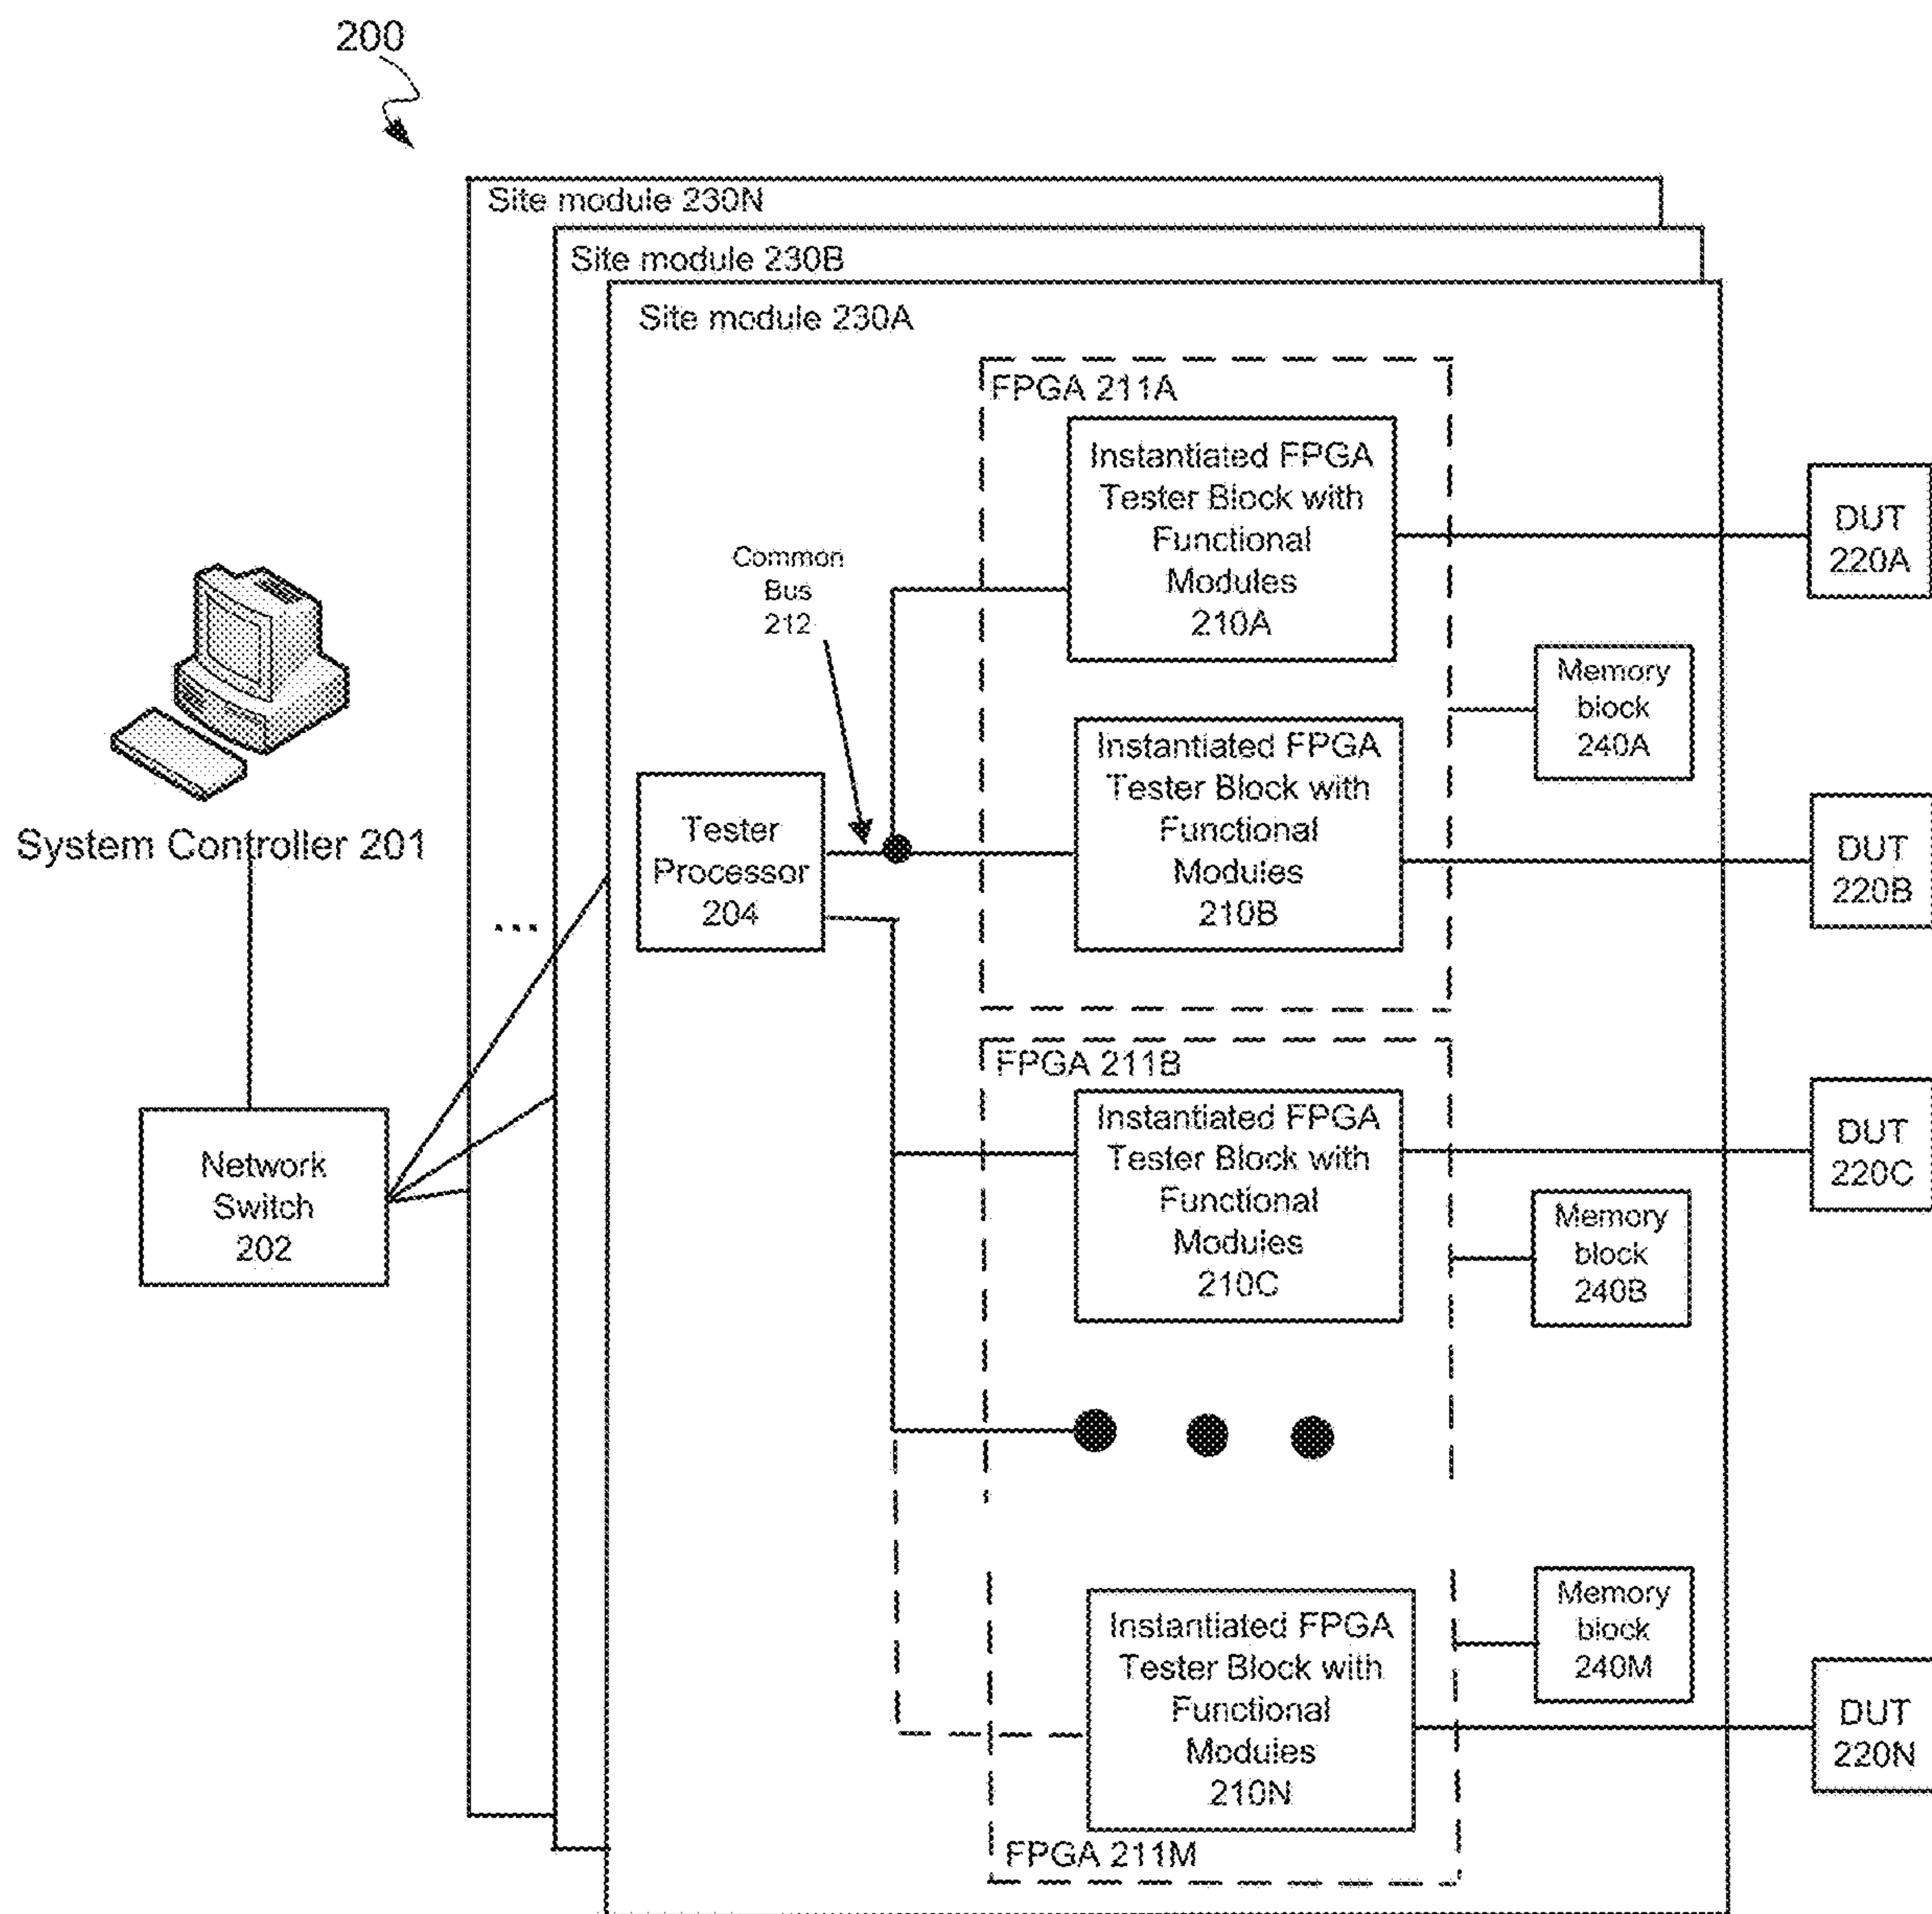 200
Site module 230N
Site module 230B
Site module 230A
FPGA 211A
Instantiated FPGA
Tester Block with
Functional
Modules
210A
DUT
220A
Common
Bus
212
Memory
block
240A
Instantiated FPGA
Tester Block with
Functional
Modules
210B
DUT
220B
Tester
Processor
204
System Controller 201
...
FPGA 211B
Instantiated FPGA
Tester Block with
Functional
Modules
210C
DUT
220C
Network
Switch
202
Memory
block
240B
Instantiated FPGA
Tester Block with
Functional
Modules
210N
Memory
block
240M
DUT
220N
FPGA 211M